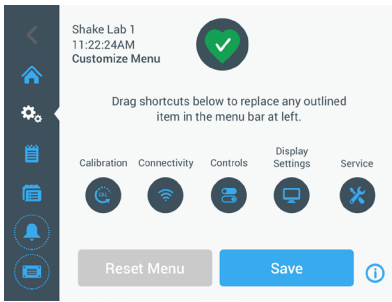 Shake Lab 1
11:22:24AM
Customize Menu
Drag shortcuts below to replace any outlined
item in the menu bar at left.
Calibration
Connectivity
Controls
Display
Settings
Service
CAL
Reset Menu
Save